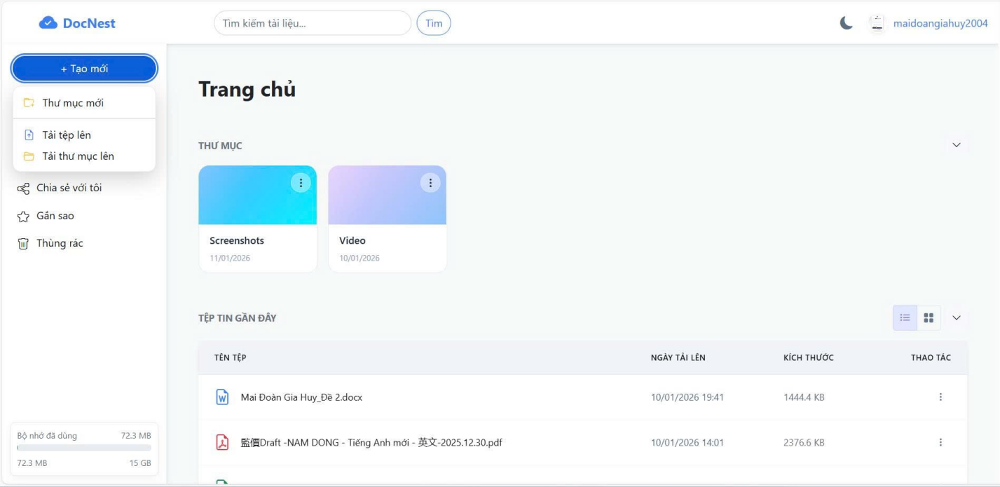 DocNest
Tìm kiếm tài liệu...
Tìm
maidoangiahuy2004
+ Tạo mới
Thư mục mới
Tải tệp lên
Tải thư mục lên
Chia sẻ với tôi
Gắn sao
Thùng rác
Bộ nhớ đã dùng 72.3 MB
72.3 MB 15 GB
Trang chủ
THƯ MỤC
Screenshots
11/01/2026
Video
10/01/2026
TỆP TIN GẦN ĐÂY
TÊN TỆP NGÀY TẢI LÊN KÍCH THƯỚC THAO TÁC
Mai Đoàn Gia Huy_Đề 2.docx 10/01/2026 19:41 1444.4 KB
監價Draft -NAM DONG - Tiếng Anh mới - 英文-2025.12.30.pdf 10/01/2026 14:01 2376.6 KB